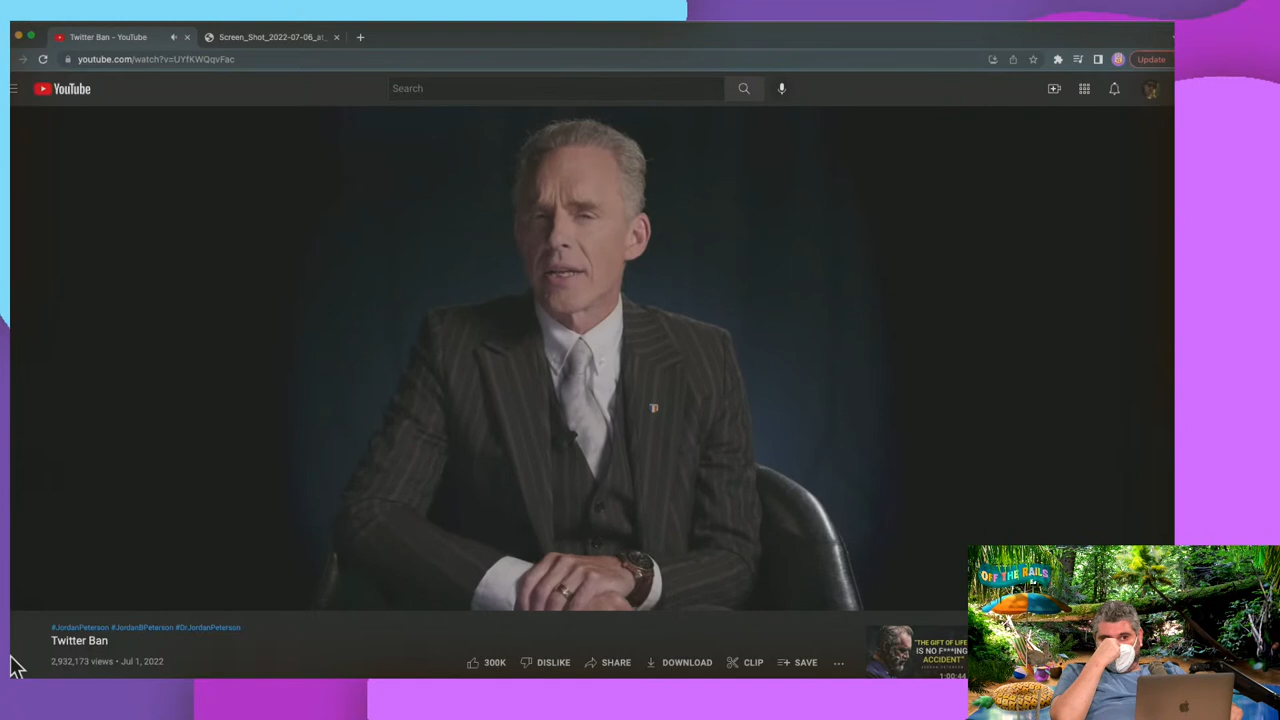 Twitter Ban - YouTube
Screen_Shot_2022-07-06_at_
youtube.com/watch?v=UYfKWQqvFac
Update
YouTube
Search
#JordanPeterson #JordanBPeterson #DrJordanPeterson
Twitter Ban
2,932,173 views · Jul 1, 2022
300K
DISLIKE
SHARE
DOWNLOAD
CLIP
SAVE
"THE GIFT OF LIFE
IS NO F***ING
ACCIDENT"
1:00:44
OFF THE RAILS